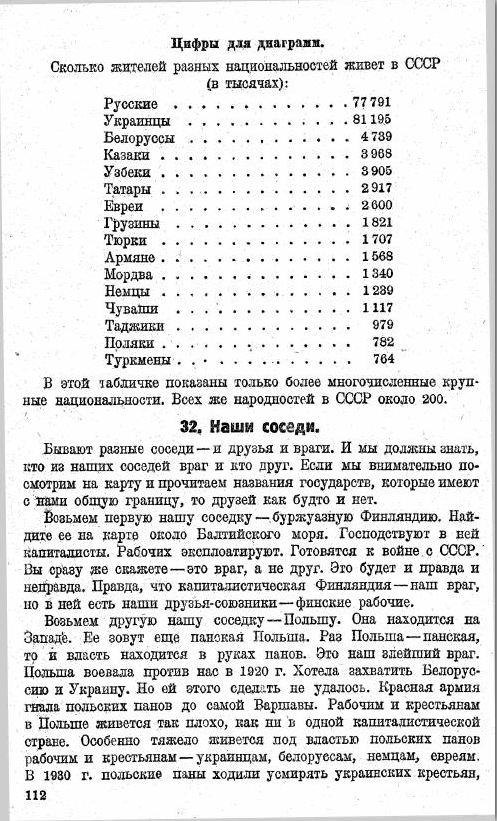 Цифры для диаграмм.
Сколько жителей разных национальностей живет в СССР
(в тысячах):
Русские . . . . . . . . . . . . . 77 791
Украинцы . . . . . . . . . . . . 81 195
Белоруссы . . . . . . . . . . . . 4 739
Казаки . . . . . . . . . . . . . . 3 968
Узбеки . . . . . . . . . . . . . . 3 905
Татары . . . . . . . . . . . . . . 2 917
Евреи . . . . . . . . . . . . . . 2 600
Грузины . . . . . . . . . . . . . 1 821
Тюрки . . . . . . . . . . . . . . 1 707
Армяне . . . . . . . . . . . . . . 1 568
Мордва . . . . . . . . . . . . . . 1 340
Немцы . . . . . . . . . . . . . . 1 239
Чуваши . . . . . . . . . . . . . 1 117
Таджики . . . . . . . . . . . . . 979
Поляки . . . . . . . . . . . . . 782
Туркмены . . . . . . . . . . . . 764
В этой табличке показаны только более многочисленные круп-
ные национальности. Всех же народностей в СССР около 200.
32. Наши соседи.
Бывают разные соседи — и друзья и враги. И мы должны знать,
кто из наших соседей враг и кто друг. Если мы внимательно по-
смотрим на карту и прочитаем названия государств, которые имеют
с нами общую границу, то друзей как будто и нет.
Возьмем первую нашу соседку — буржуазную Финляндию. Най-
дите ее на карте около Балтийского моря. Господствуют в ней
капиталисты. Рабочих эксплоатируют. Готовятся к войне с СССР.
Вы сразу же скажете — это враг, а не друг. Это будет и правда и
неправда. Правда, что капиталистическая Финляндия — наш враг,
но в ней есть наши друзья-союзники — финские рабочие.
Возьмем другую нашу соседку — Польшу. Она находится на
Западе. Ее зовут еще панская Польша. Раз Польша — панская,
то и власть находится в руках панов. Это наш злейший враг.
Польша воевала против нас в 1920 г. Хотела захватить Белорус-
сию и Украину. Но ей этого сделать не удалось. Красная армия
гнала польских панов до самой Варшавы. Рабочим и крестьянам
в Польше живется так плохо, как ни в одной капиталистической
стране. Особенно тяжело живется под властью польских панов
рабочим и крестьянам — украинцам, белоруссам, немцам, евреям.
В 1930 г. польские паны ходили усмирять украинских крестьян,
112